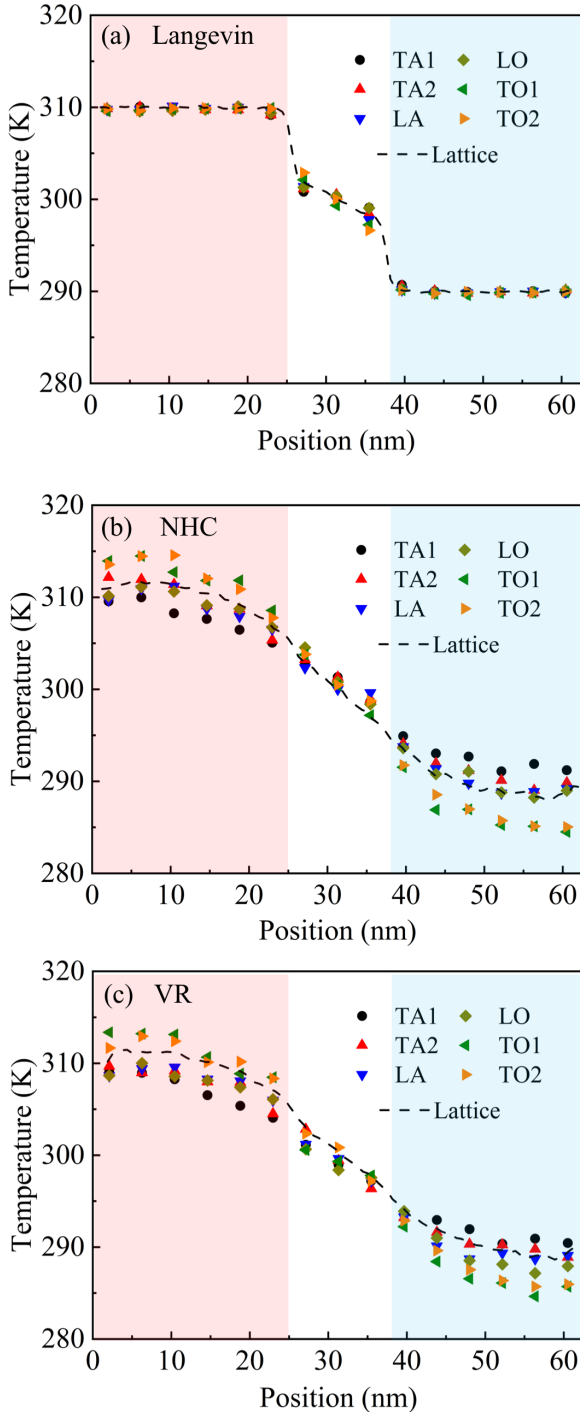 (a) Langevin
TA1 LO
TA2 TO1
LA TO2
Lattice
320
310
300
290
280
Temperature (K)
0 10 20 30 40 50 60
Position (nm)
(b) NHC
TA1 LO
TA2 TO1
LA TO2
Lattice
320
310
300
290
280
Temperature (K)
0 10 20 30 40 50 60
Position (nm)
(c) VR
TA1 LO
TA2 TO1
LA TO2
Lattice
320
310
300
290
280
Temperature (K)
0 10 20 30 40 50 60
Position (nm)